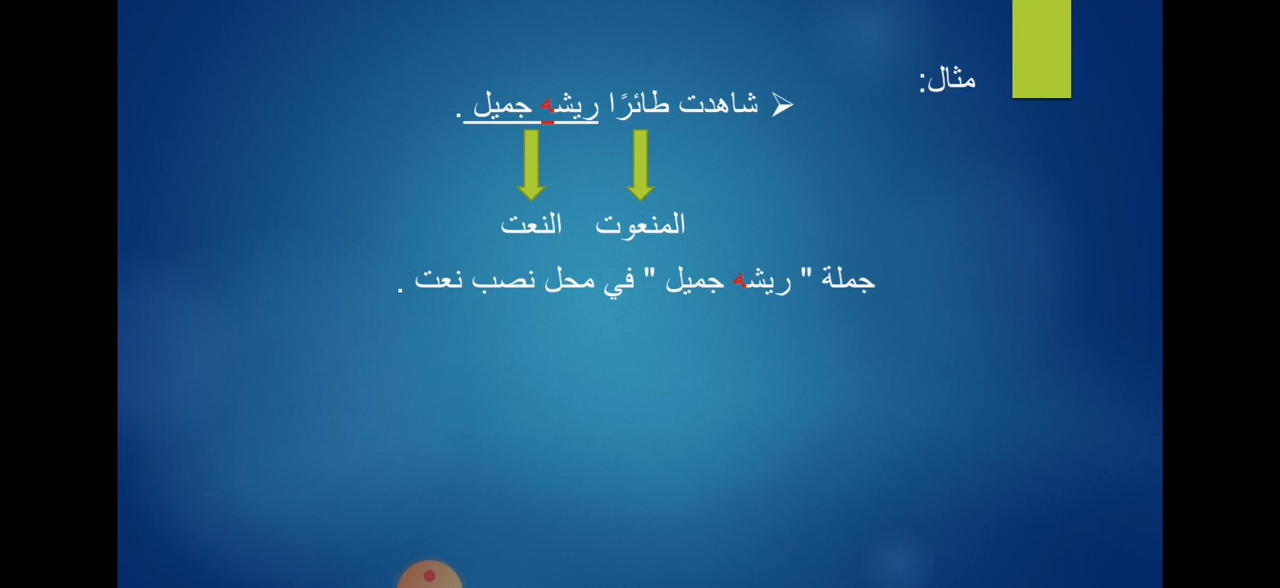 مثال:
شاهدت طائرًا ريشه جميل .
المنعوت النعت
جملة " ريشه جميل " في محل نصب نعت .